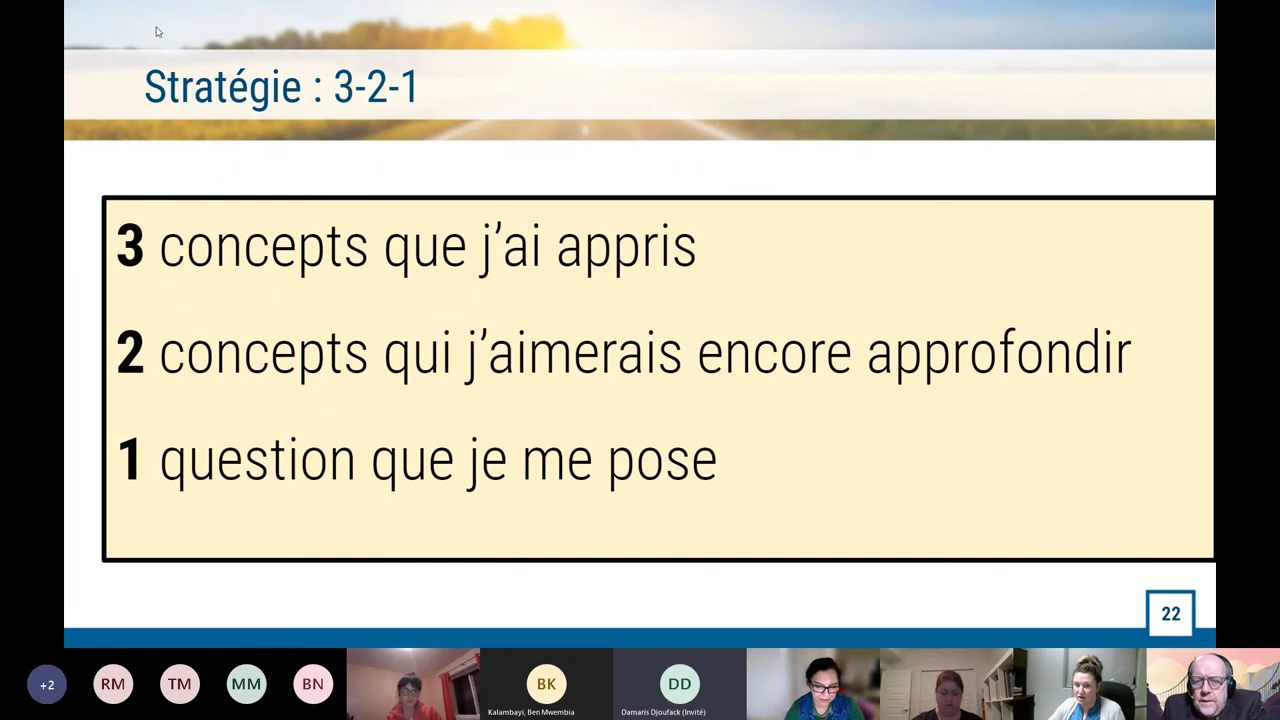 Stratégie : 3-2-1
3 concepts que j’ai appris
2 concepts qui j’aimerais encore approfondir
1 question que je me pose
22
+2
RM
TM
MM
BN
BK
DD
Kalambayi, Ben Mwembia
Damaris Djoufack (Invité)